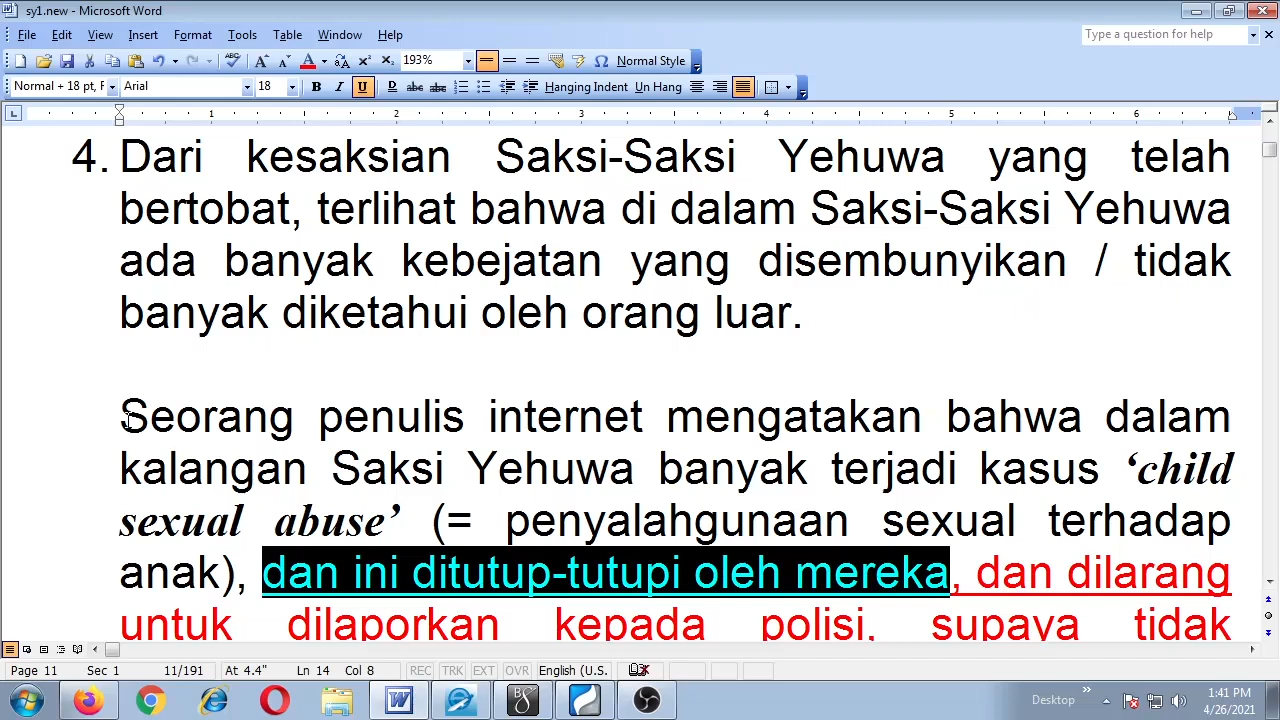 sy1.new - Microsoft Word
File Edit View Insert Format Tools Table Window Help
Type a question for help
193%
Normal Style
Normal + 18 pt, F Arial 18 B I U
Hanging Indent Un Hang
1 2 3 4 5 6
4. Dari kesaksian Saksi-Saksi Yehuwa yang telah
bertobat, terlihat bahwa di dalam Saksi-Saksi Yehuwa
ada banyak kebejatan yang disembunyikan / tidak
banyak diketahui oleh orang luar.
Seorang penulis internet mengatakan bahwa dalam
kalangan Saksi Yehuwa banyak terjadi kasus ‘child
sexual abuse’ (= penyalahgunaan sexual terhadap
anak), dan ini ditutup-tutupi oleh mereka, dan dilarang
untuk dilaporkan kepada polisi, supaya tidak
Page 11 Sec 1 11/191 At 4.4" Ln 14 Col 8 REC TRK EXT OVR English (U.S.
Desktop
1:41 PM
4/26/2021